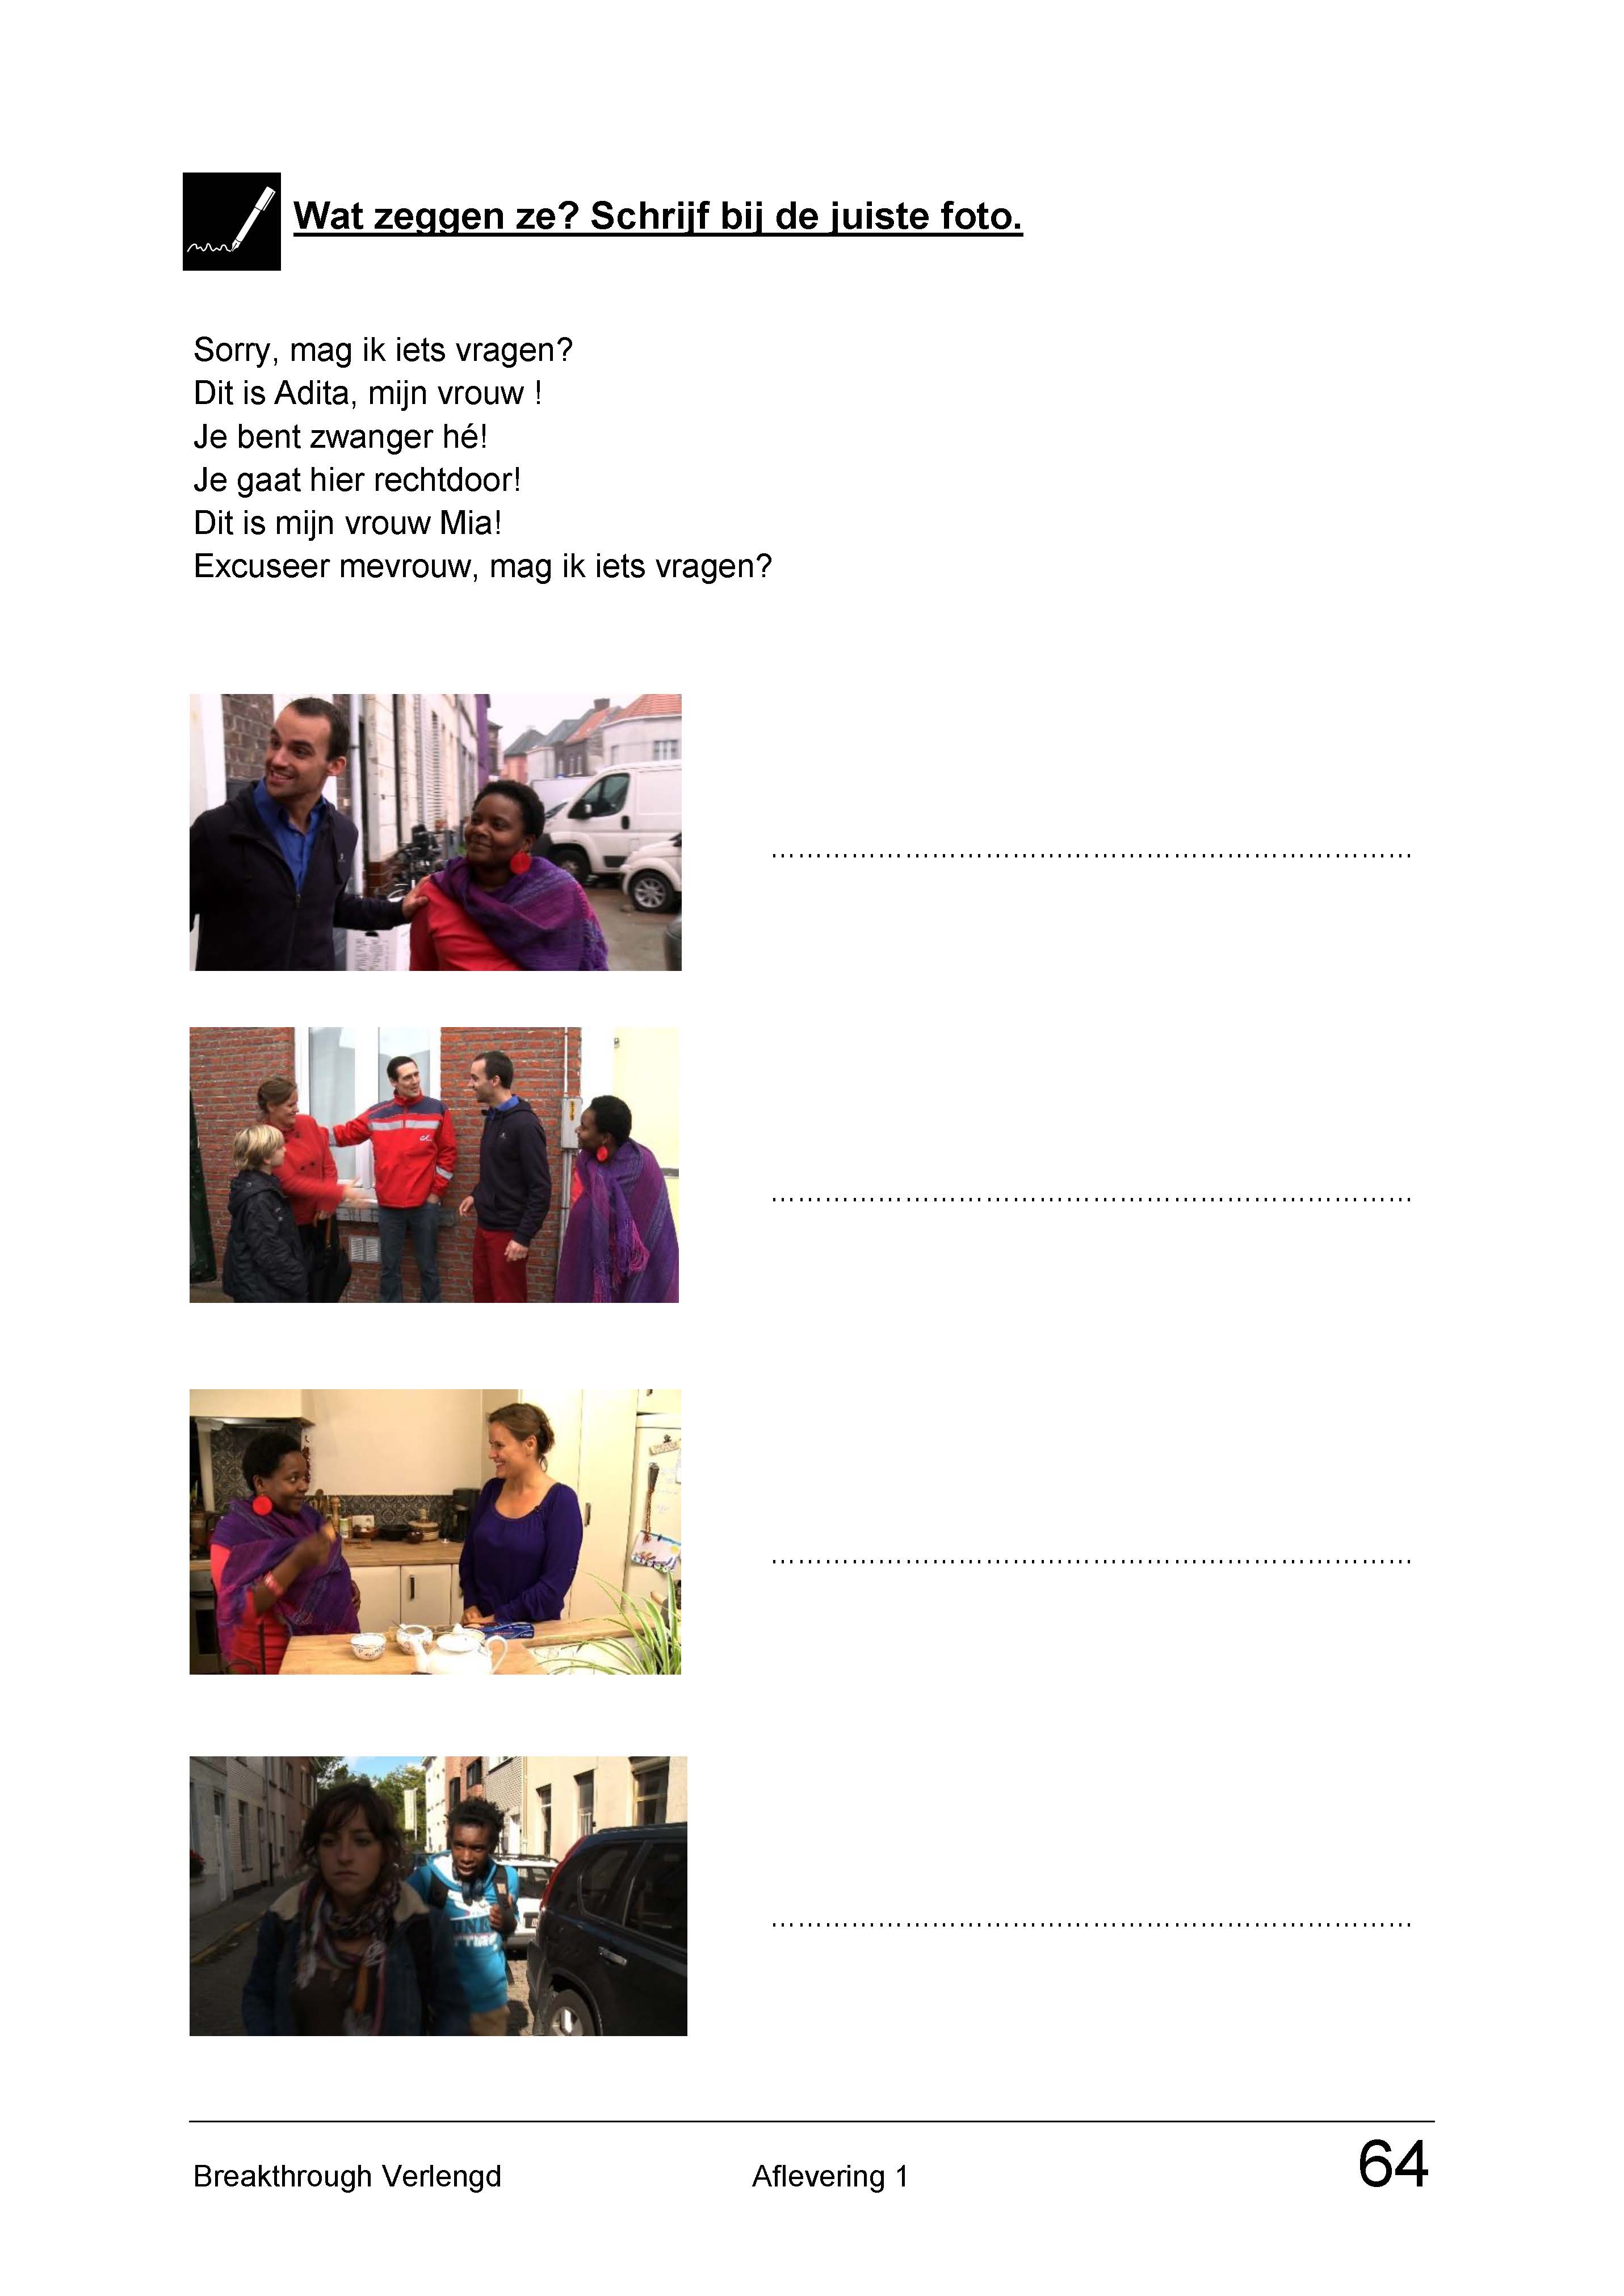 Wat zeggen ze? Schrijf bij de juiste foto.
Sorry, mag ik iets vragen?
Dit is Adita, mijn vrouw !
Je bent zwanger hé!
Je gaat hier rechtdoor!
Dit is mijn vrouw Mia!
Excuseer mevrouw, mag ik iets vragen?
………………………………………………………………
………………………………………………………………
………………………………………………………………
………………………………………………………………
Breakthrough Verlengd Aflevering 1 64